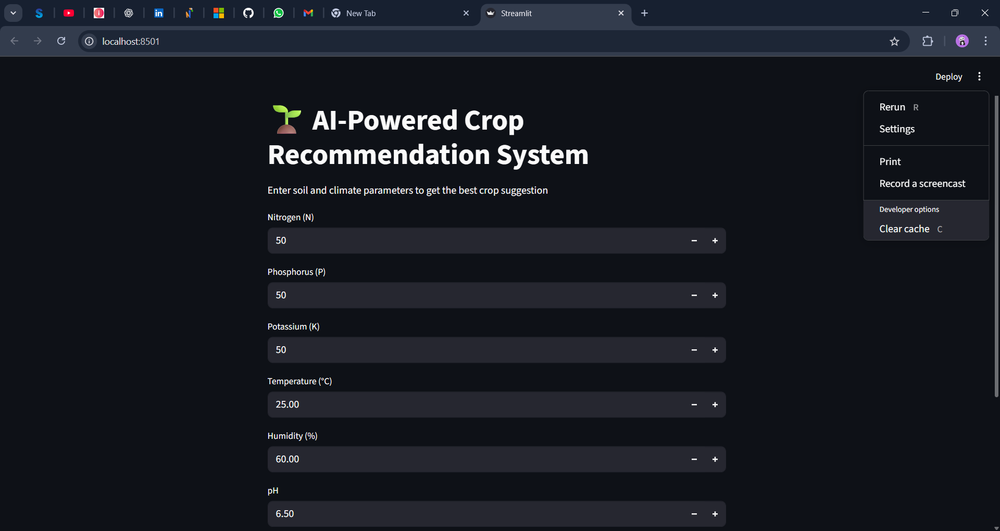 New Tab
Streamlit
localhost:8501
Deploy
Rerun R
Settings
Print
Record a screencast
Developer options
Clear cache C
AI-Powered Crop
Recommendation System
Enter soil and climate parameters to get the best crop suggestion
Nitrogen (N)
50
Phosphorus (P)
50
Potassium (K)
50
Temperature (°C)
25.00
Humidity (%)
60.00
pH
6.50